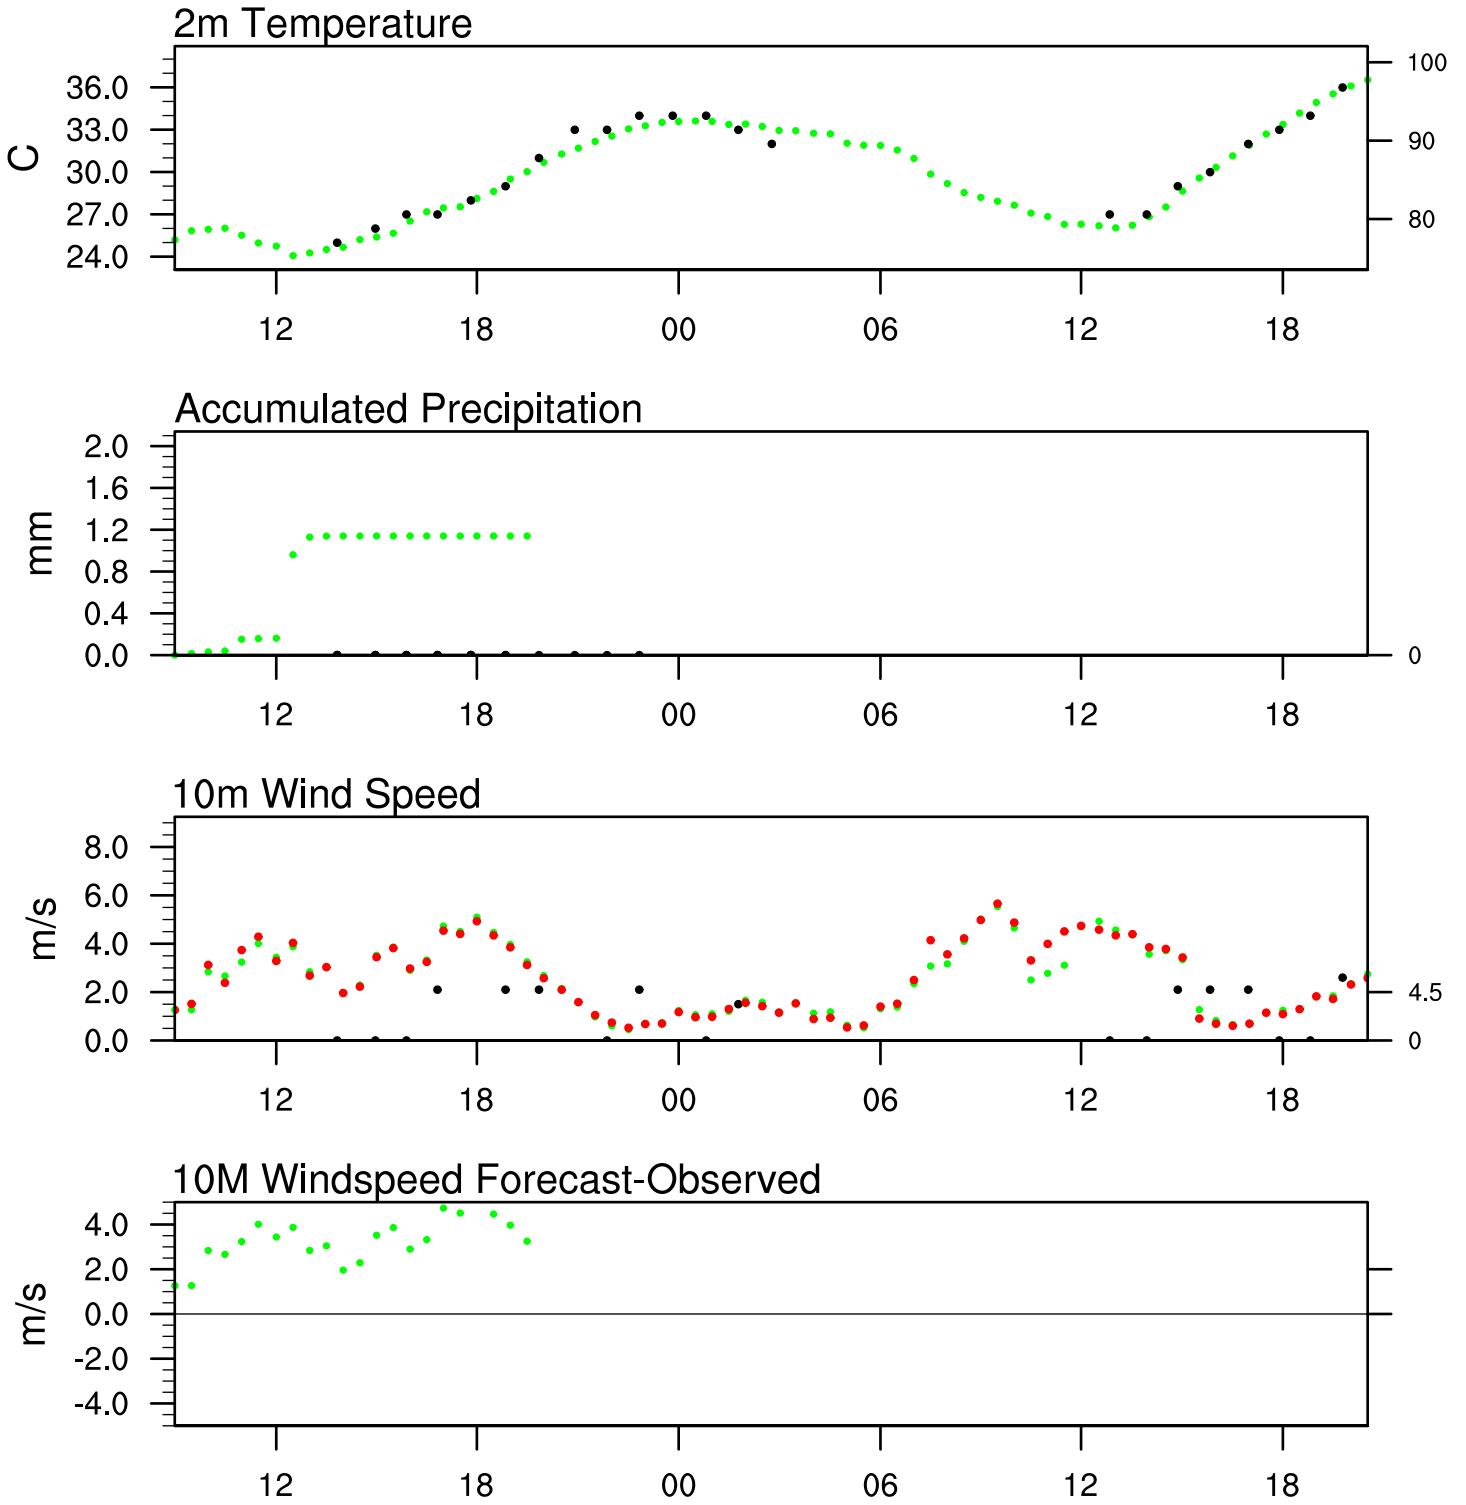 2m Temperature
36.0
33.0
30.0
27.0
24.0
C
100
90
80
12 18 00 06 12 18
Accumulated Precipitation
2.0
1.6
1.2
0.8
0.4
0.0
mm
0
12 18 00 06 12 18
10m Wind Speed
8.0
6.0
4.0
2.0
0.0
m/s
4.5
0
12 18 00 06 12 18
10M Windspeed Forecast-Observed
4.0
2.0
0.0
-2.0
-4.0
m/s
12 18 00 06 12 18